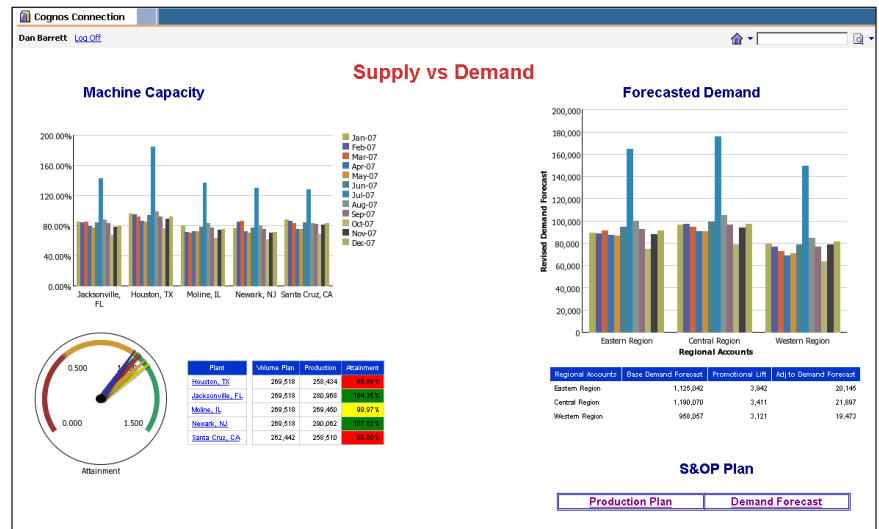 Cognos Connection
Dan Barrett Log Off
Supply vs Demand
Machine Capacity
200.00%
160.00%
120.00%
80.00%
40.00%
0.00%
Jacksonville, FL
Houston, TX
Moline, IL
Newark, NJ
Santa Cruz, CA
Jan-07
Feb-07
Mar-07
Apr-07
May-07
Jun-07
Jul-07
Aug-07
Sep-07
Oct-07
Nov-07
Dec-07
Forecasted Demand
Revised Demand Forecast
200,000
180,000
160,000
140,000
120,000
100,000
80,000
60,000
40,000
20,000
0
Eastern Region
Central Region
Western Region
Regional Accounts
0.500
0.000
1.500
Attainment
Plant Volume Plan Production Attainment
Houston, TX 269,518 258,434 95.89%
Jacksonville, FL 269,518 280,968 104.25%
Moline, IL 269,518 269,450 99.97%
Newark, NJ 269,518 290,062 107.62%
Santa Cruz, CA 262,442 258,510
Regional Accounts Base Demand Forecast Promotional Lift Adj to Demand Forecast
Eastern Region 1,125,042 3,942 20,146
Central Region 1,190,070 3,411 21,897
Western Region 958,057 3,121 19,473
S&OP Plan
Production Plan Demand Forecast